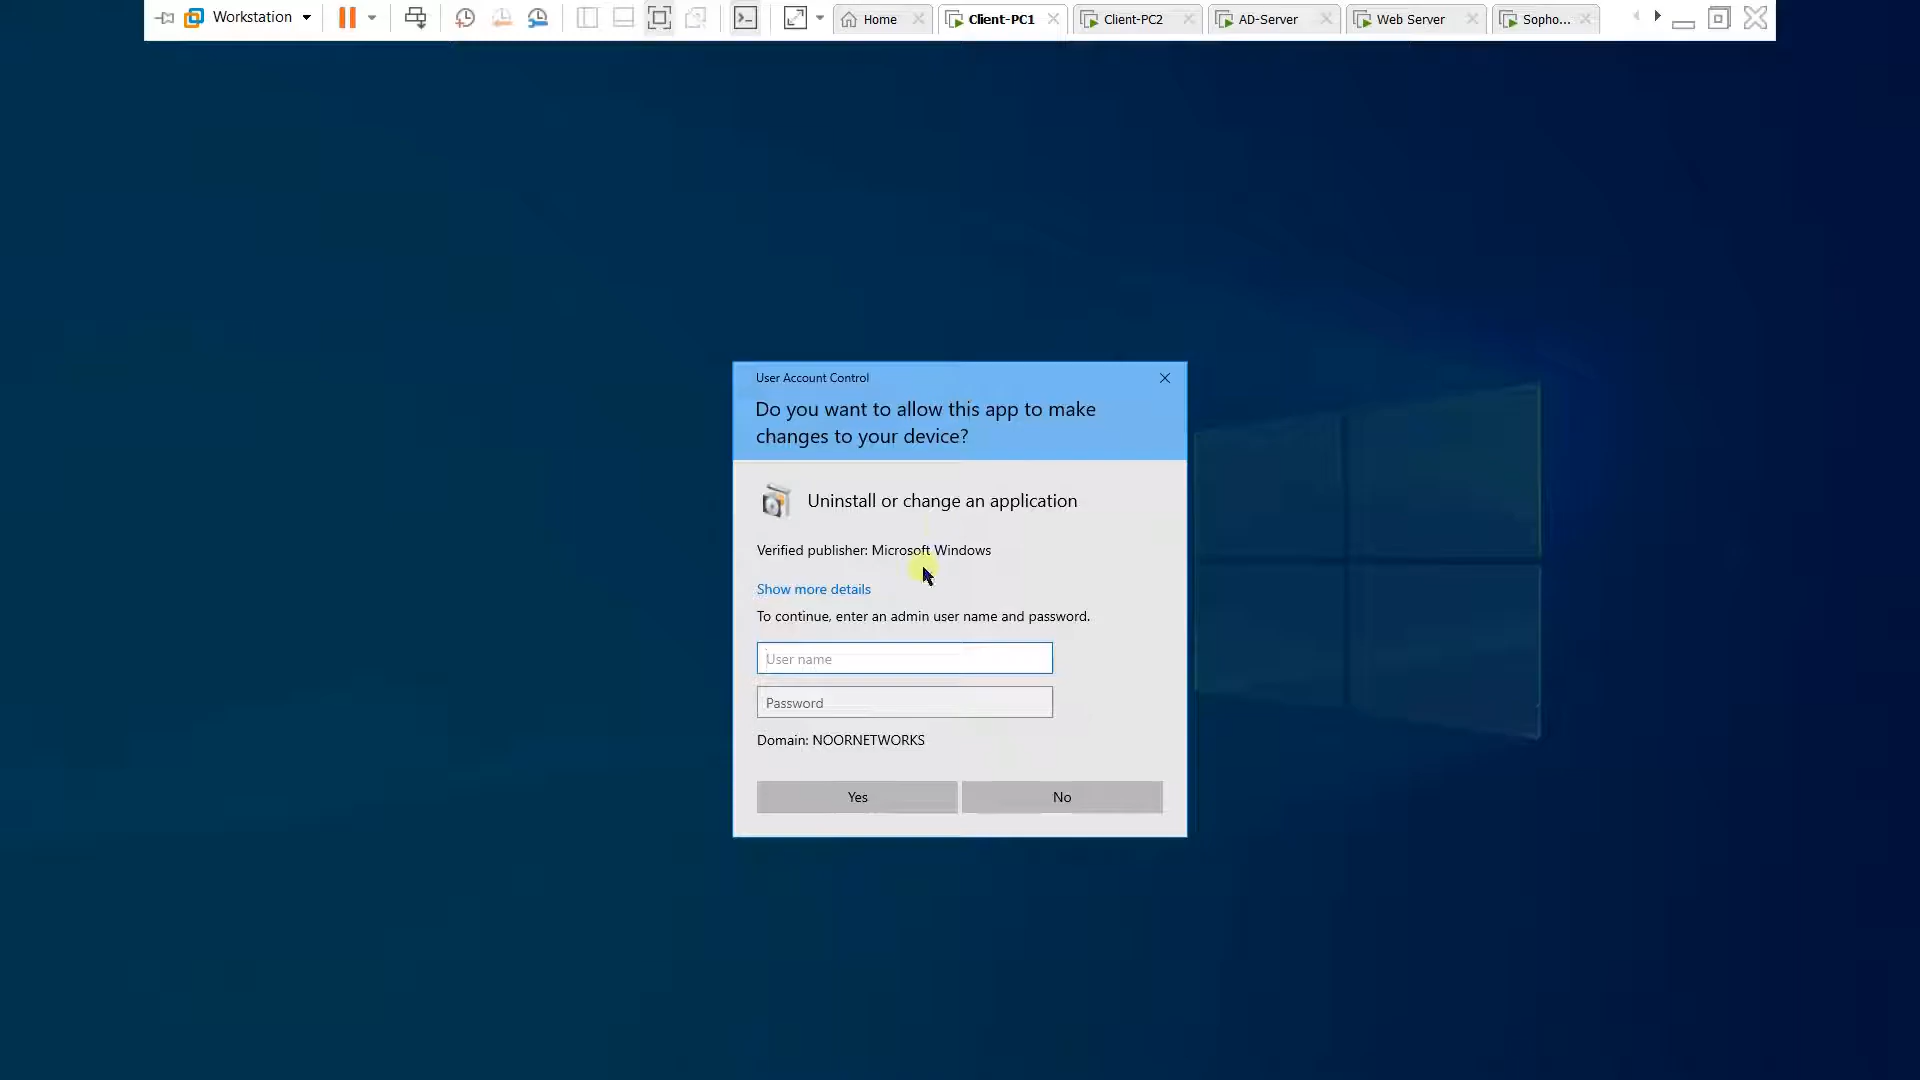 Workstation
Home
Client-PC1
Client-PC2
AD-Server
Web Server
Sopho...
User Account Control
Do you want to allow this app to make
changes to your device?
Uninstall or change an application
Verified publisher: Microsoft Windows
Show more details
To continue, enter an admin user name and password.
User name
Password
Domain: NOORNETWORKS
Yes
No